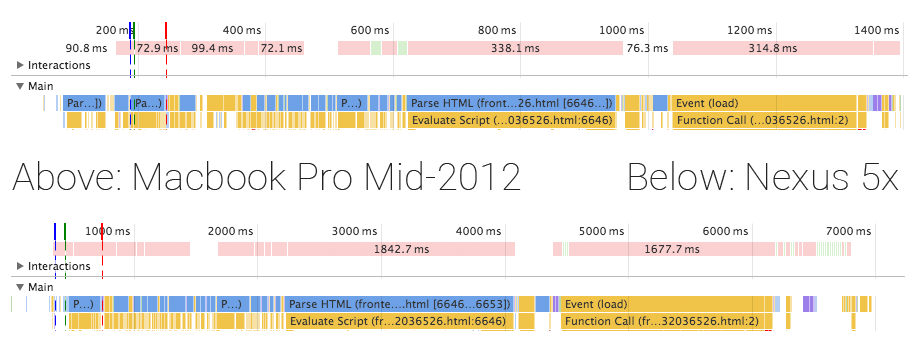 200 ms 400 ms 600 ms 800 ms 1000 ms 1200 ms 1400 ms
90.8 ms 72.9 ms 99.4 ms 72.1 ms 338.1 ms 76.3 ms 314.8 ms
Interactions
Main
Par...]) Pa...) P...) Parse HTML (front...26.html [6646...]) Event (load)
Evaluate Script (...036526.html:6646) Function Call (...036526.html:2)
Above: Macbook Pro Mid-2012 Below: Nexus 5x
1000 ms 2000 ms 3000 ms 4000 ms 5000 ms 6000 ms 7000 ms
1842.7 ms 1677.7 ms
Interactions
Main
P...) P...) Parse HTML (fronte....html [6646...6653]) Event (load)
Evaluate Script (fr...2036526.html:6646) Function Call (fr...32036526.html:2)